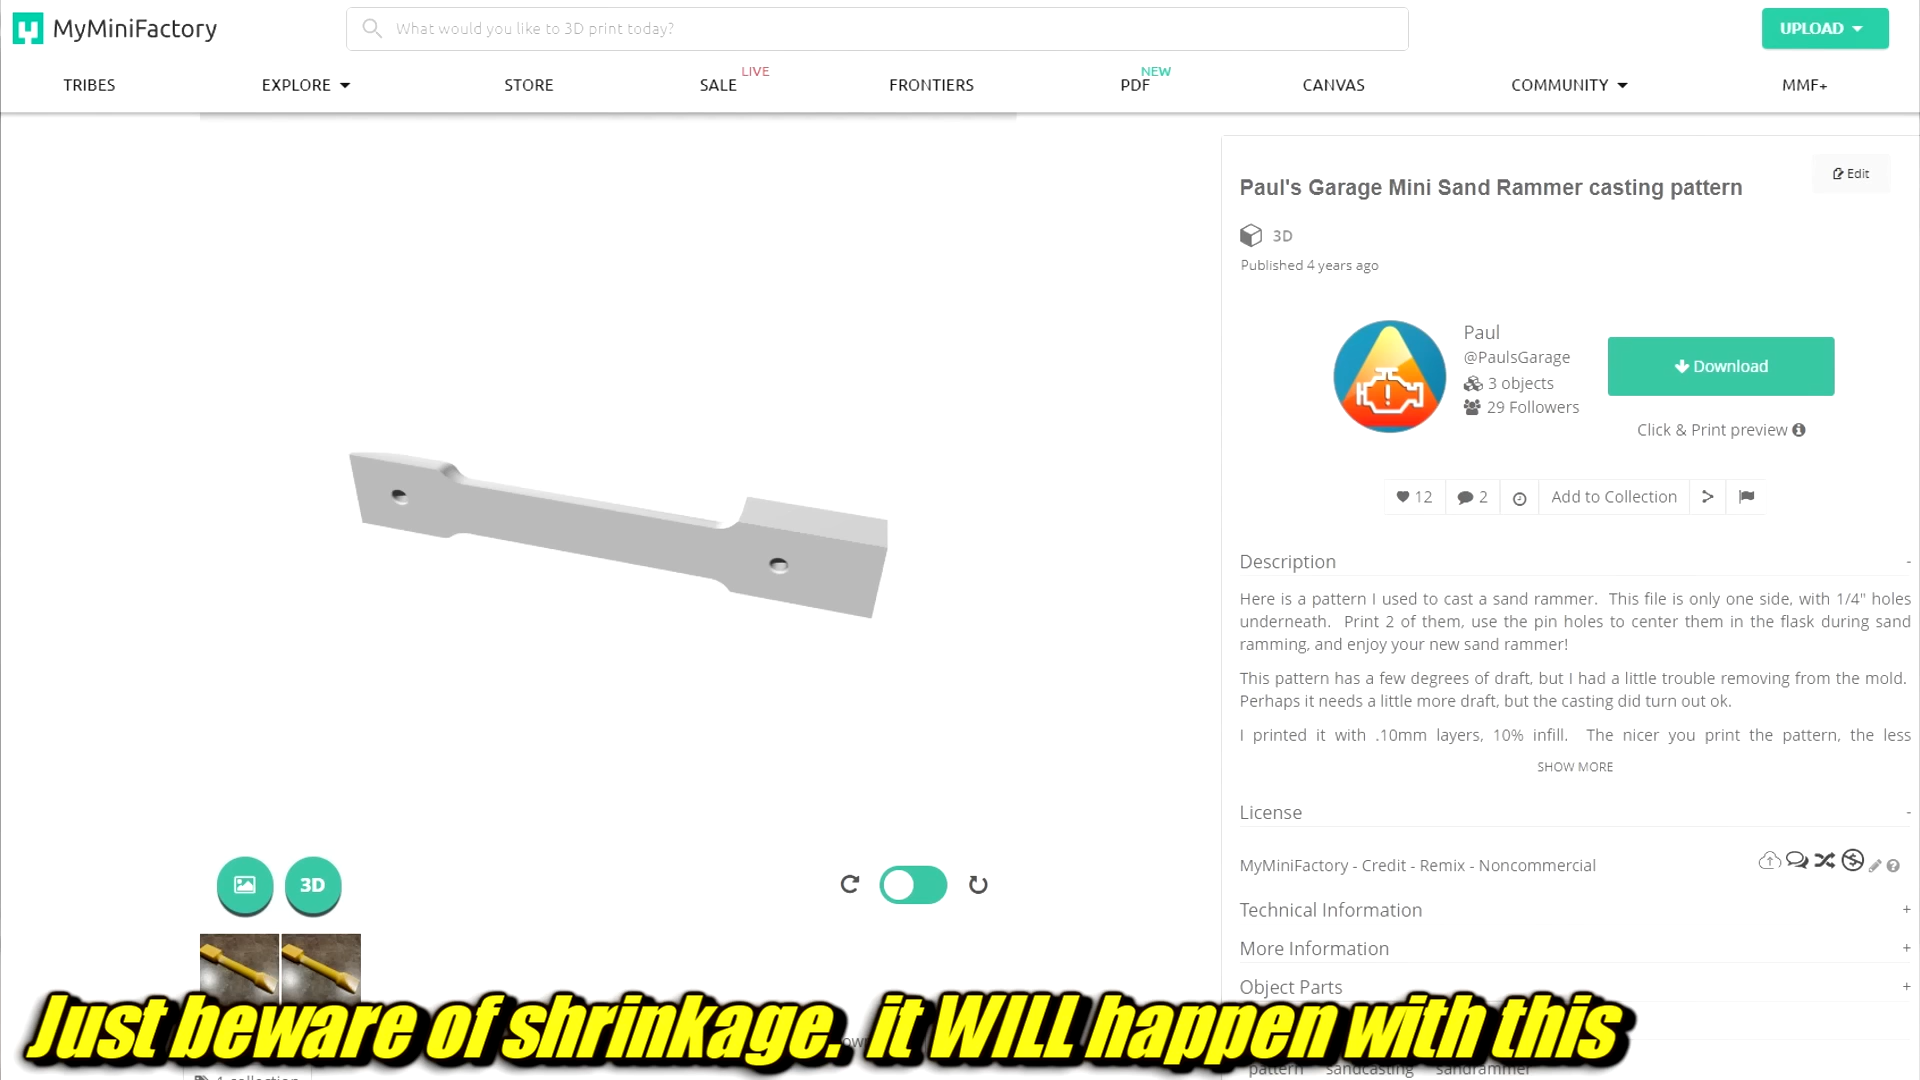 MyMiniFactory
What would you like to 3D print today?
UPLOAD
TRIBES
EXPLORE
STORE
SALE
LIVE
FRONTIERS
PDF
NEW
CANVAS
COMMUNITY
MMF+
Paul's Garage Mini Sand Rammer casting pattern
Edit
3D
Published 4 years ago
Paul
@PaulsGarage
3 objects
29 Followers
Download
Click & Print preview
12
2
Add to Collection
Description
-
Here is a pattern I used to cast a sand rammer. This file is only one side, with 1/4" holes
underneath. Print 2 of them, use the pin holes to center them in the flask during sand
ramming, and enjoy your new sand rammer!
This pattern has a few degrees of draft, but I had a little trouble removing from the mold.
Perhaps it needs a little more draft, but the casting did turn out ok.
I printed it with .10mm layers, 10% infill. The nicer you print the pattern, the less
SHOW MORE
License
-
MyMiniFactory - Credit - Remix - Noncommercial
Technical Information
+
More Information
+
Object Parts
+
3D
Just beware of shrinkage. it WILL happen with this
pattern sandcasting sandrammer
1 collection